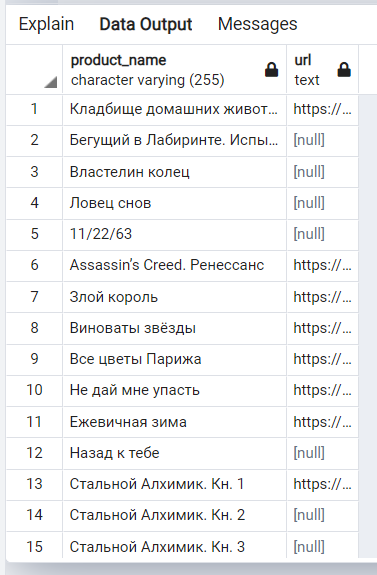 Explain Data Output Messages
product_name url
character varying (255) text
1 Кладбище домашних живот... https://...
2 Бегущий в Лабиринте. Испы... [null]
3 Властелин колец [null]
4 Ловец снов [null]
5 11/22/63 [null]
6 Assassin’s Creed. Ренессанс https://...
7 Злой король https://...
8 Виноваты звёзды https://...
9 Все цветы Парижа https://...
10 Не дай мне упасть https://...
11 Ежевичная зима https://...
12 Назад к тебе [null]
13 Стальной Алхимик. Кн. 1 https://...
14 Стальной Алхимик. Кн. 2 [null]
15 Стальной Алхимик. Кн. 3 [null]